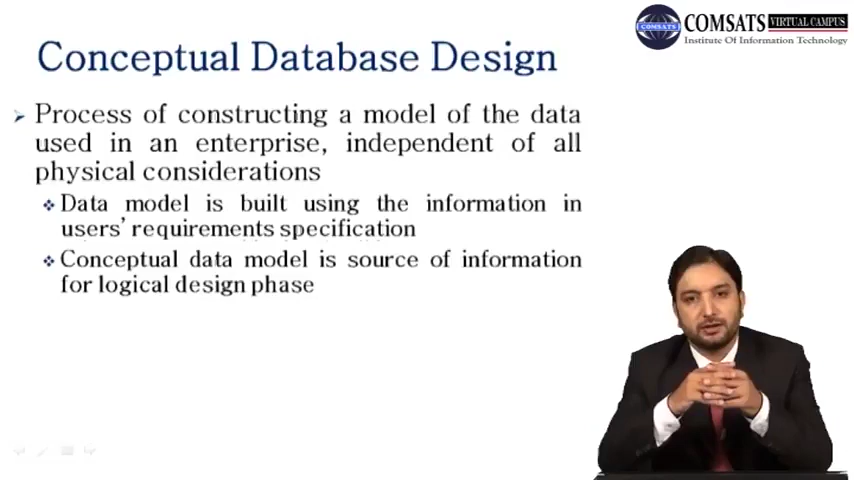 COMSATS VIRTUAL CAMPUS
Institute Of Information Technology
Conceptual Database Design
Process of constructing a model of the data
used in an enterprise, independent of all
physical considerations
Data model is built using the information in
users' requirements specification
Conceptual data model is source of information
for logical design phase